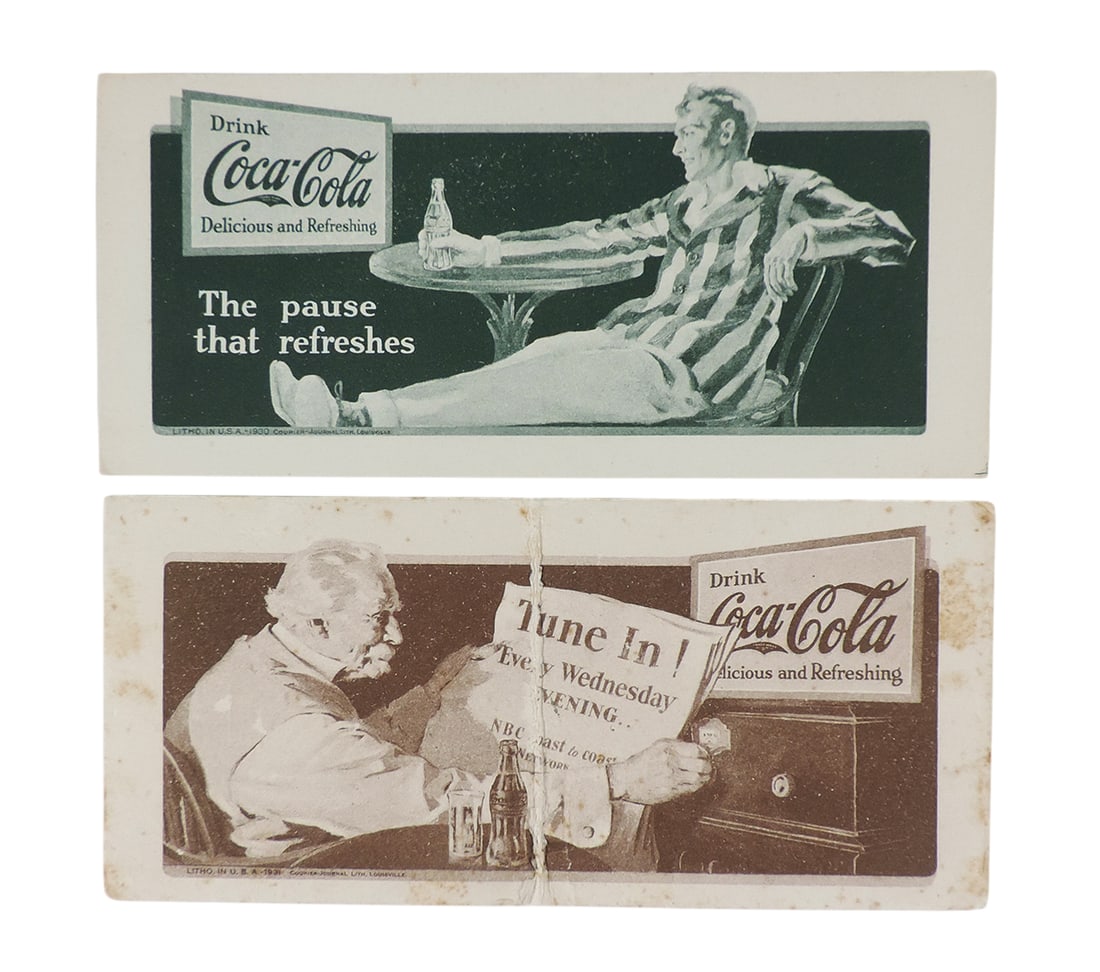 Drink
Coca-Cola
Delicious and Refreshing
The pause
that refreshes
LITHO. IN U.S.A.-1930 COURIER-JOURNAL LITH. LOUISVILLE
Tune In!
Every Wednesday
EVENING..
NBC coast to coast
NETWORK
Drink
Coca-Cola
elicious and Refreshing
LITHO. IN U.S.A.-1931 COURIER-JOURNAL LITH. LOUISVILLE.